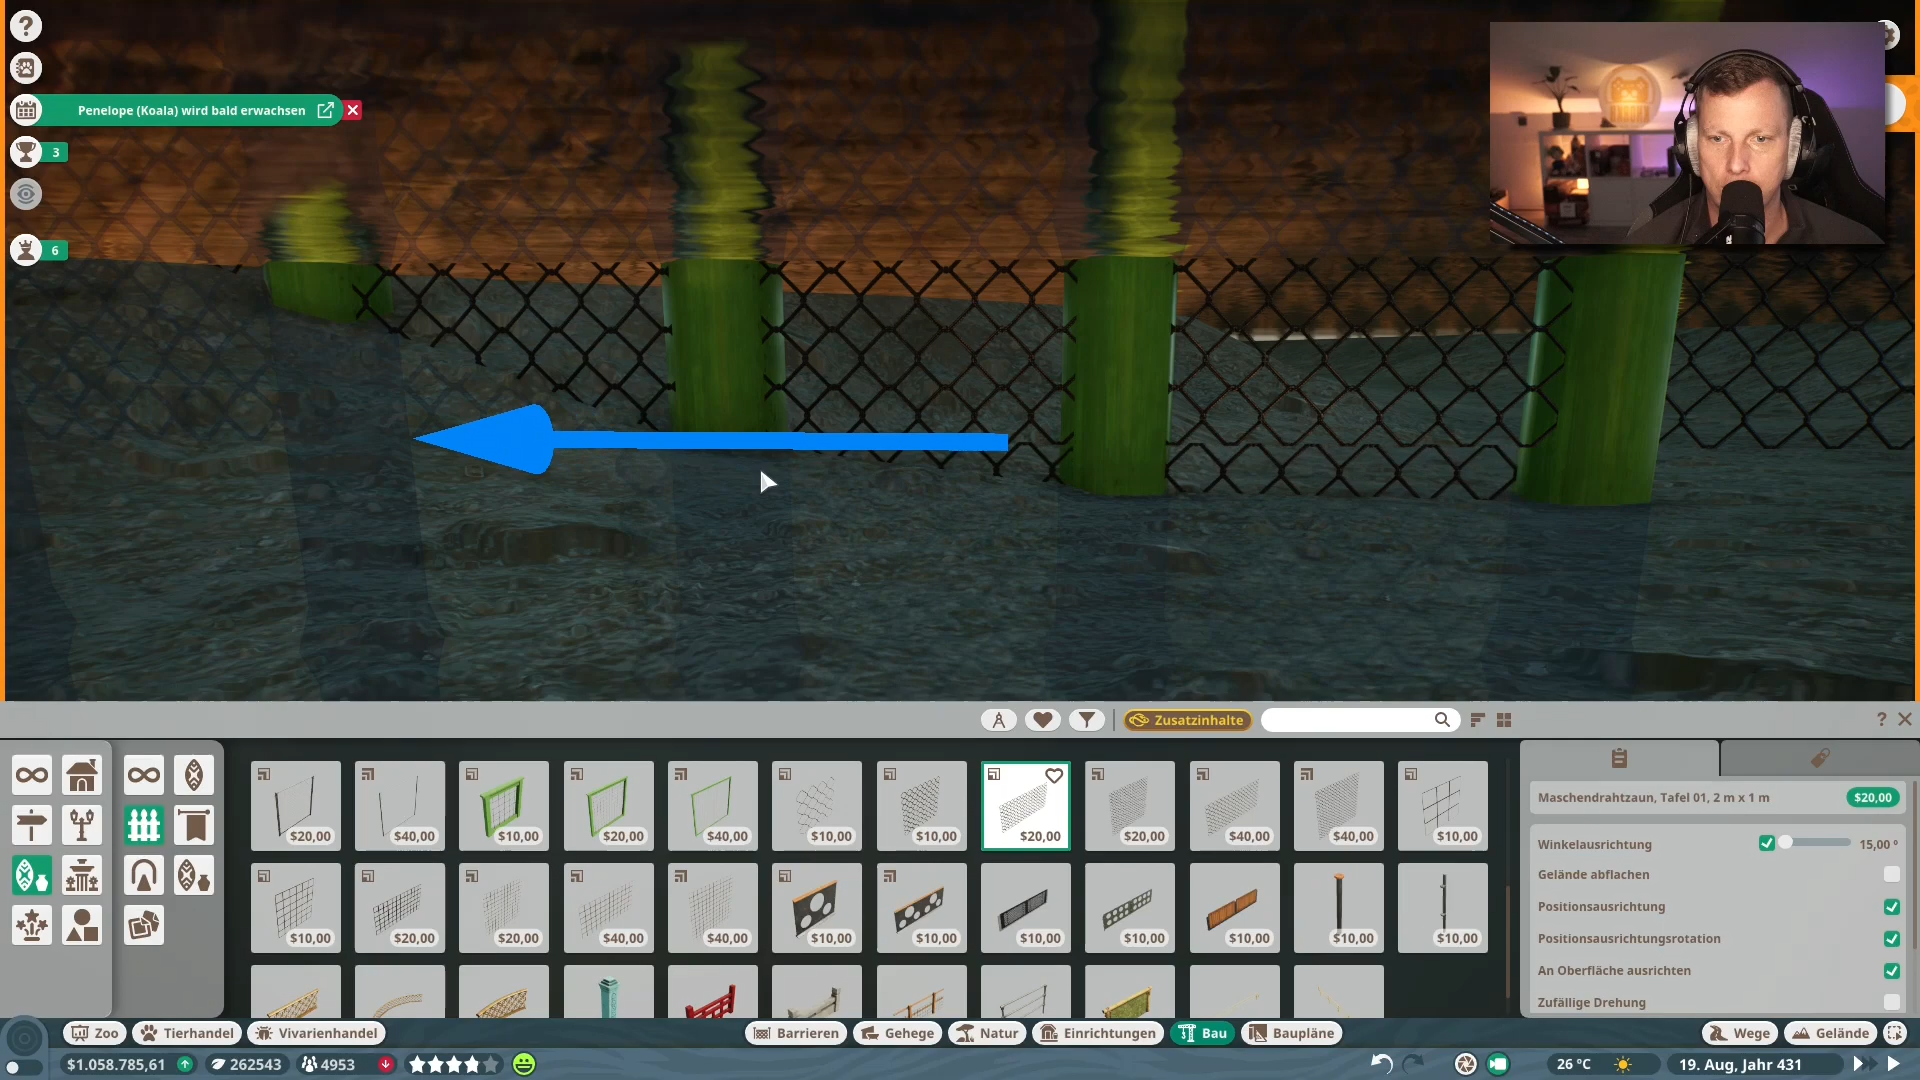 Penelope (Koala) wird bald erwachsen
3
6
Zusatzinhalte
$20,00
$40,00
$10,00
$20,00
$40,00
$10,00
$10,00
$20,00
$20,00
$40,00
$40,00
$10,00
$10,00
$20,00
$20,00
$40,00
$40,00
$10,00
$10,00
$10,00
$10,00
$10,00
$10,00
$10,00
Maschendrahtzaun, Tafel 01, 2 m x 1 m
$20,00
Winkelausrichtung
15,00 °
Gelände abflachen
Positionsausrichtung
Positionsausrichtungsrotation
An Oberfläche ausrichten
Zufällige Drehung
Zoo
Tierhandel
Vivarienhandel
Barrieren
Gehege
Natur
Einrichtungen
Bau
Baupläne
Wege
Gelände
$1.058.785,61
262543
4953
26 °C
19. Aug, Jahr 431